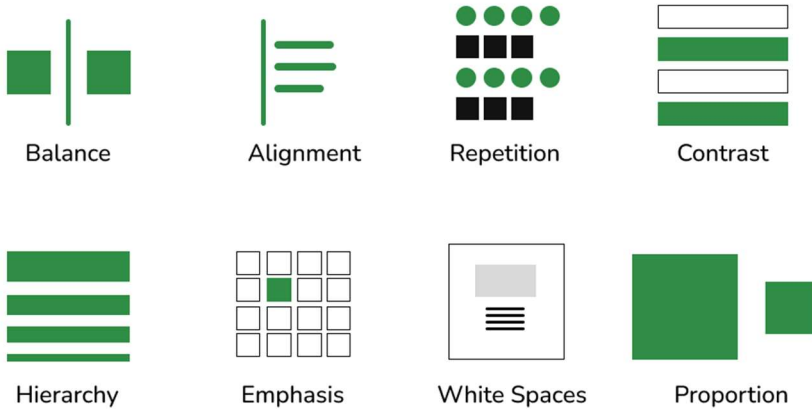 Balance
Alignment
Repetition
Contrast
Hierarchy
Emphasis
White Spaces
Proportion